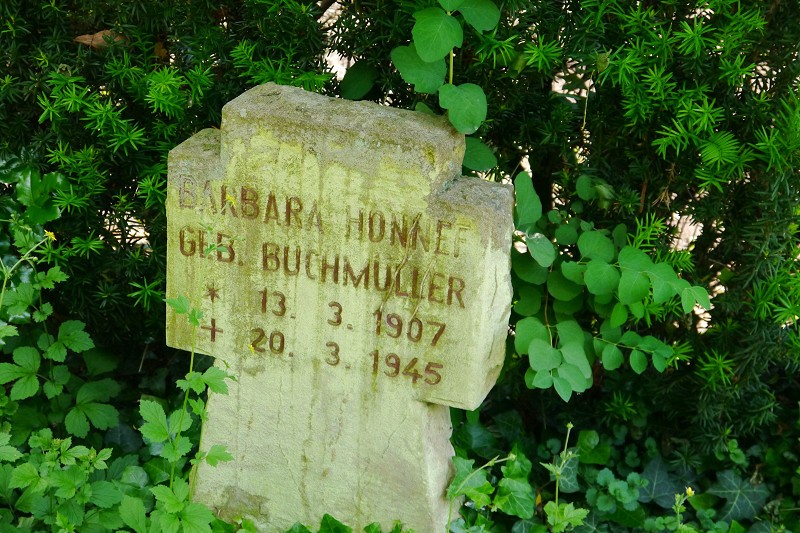 BARBARA HONNEF
GEB. BUCHMÜLLER
* 13. 3. 1907
+ 20. 3. 1945